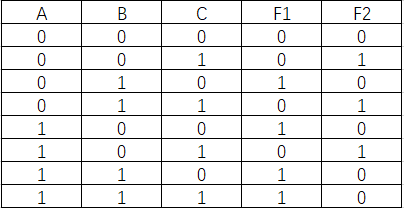 A B C F1 F2
0 0 0 0 0
0 0 1 0 1
0 1 0 1 0
0 1 1 0 1
1 0 0 1 0
1 0 1 0 1
1 1 0 1 0
1 1 1 1 0